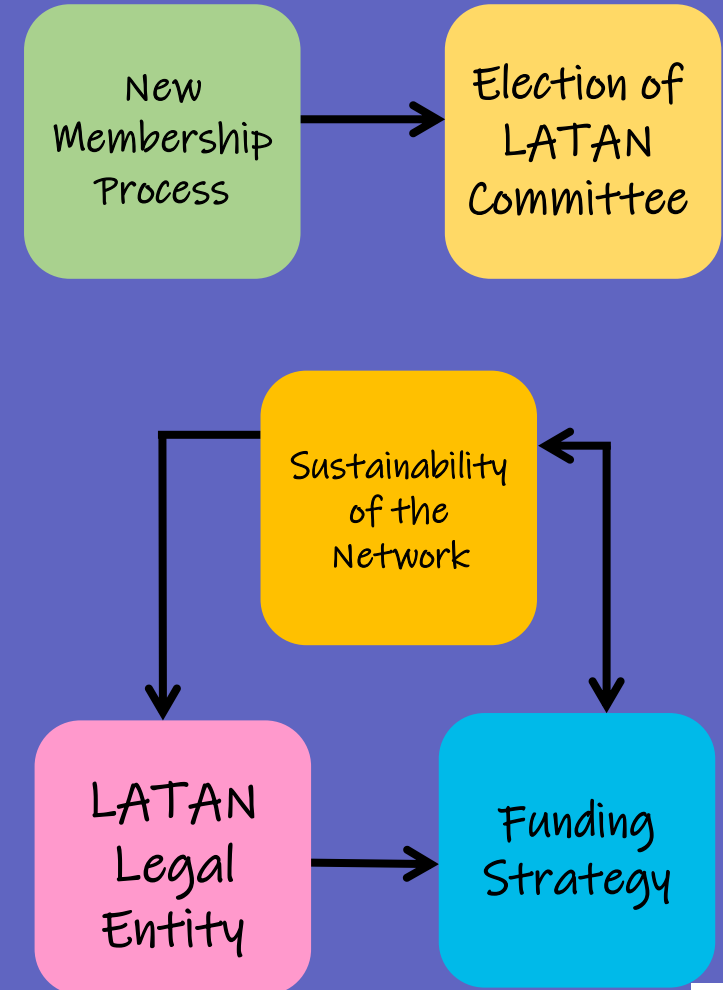 New
Membership
Process
Election of
LATAN
Committee
Sustainability
of the
Network
LATAN
Legal
Entity
Funding
Strategy